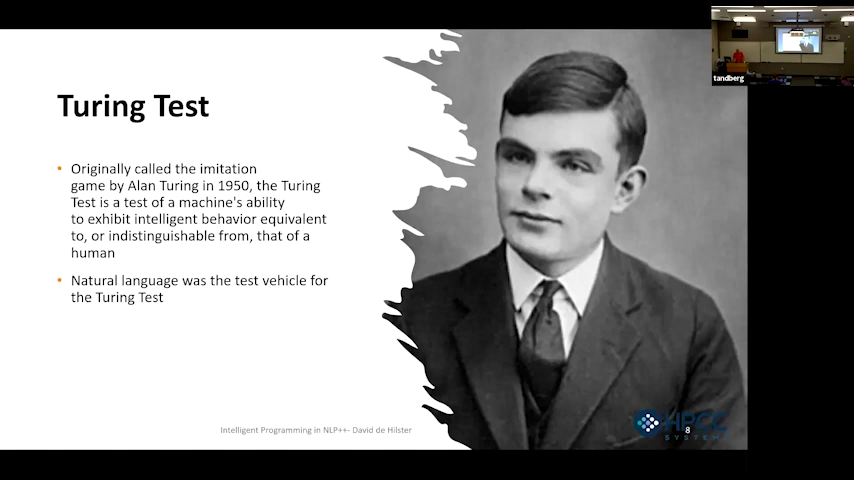 tandberg
Turing Test
• Originally called the imitation
game by Alan Turing in 1950, the Turing
Test is a test of a machine's ability
to exhibit intelligent behavior equivalent
to, or indistinguishable from, that of a
human
• Natural language was the test vehicle for
the Turing Test
Intelligent Programming in NLP++- David de Hilster
HPCC
SYSTEMS
8